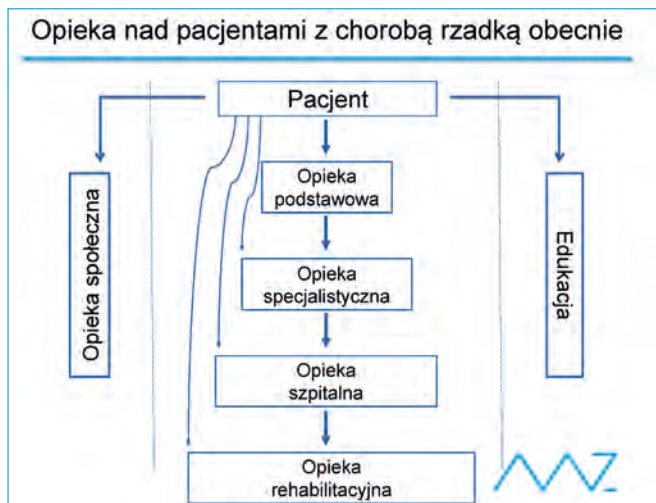 Opieka nad pacjentami z chorobą rzadką obecnie
Pacjent
Opieka społeczna
Opieka
podstawowa
Opieka
specjalistyczna
Opieka
szpitalna
Opieka
rehabilitacyjna
Edukacja